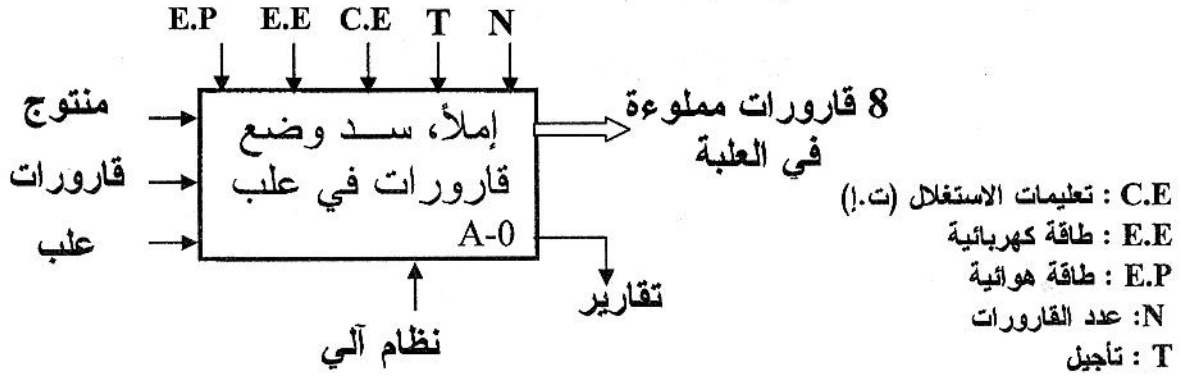 E.P E.E C.E T N
منتوج
قارورات
علب
إملأ، سد وضع
قارورات في علب
A-0
8 قارورات مملوءة
في العلبة
تقارير
نظام آلي
C.E : تعليمات الاستغلال (ت.إ)
E.E : طاقة كهربائية
E.P : طاقة هوائية
N: عدد القارورات
T : تأجيل